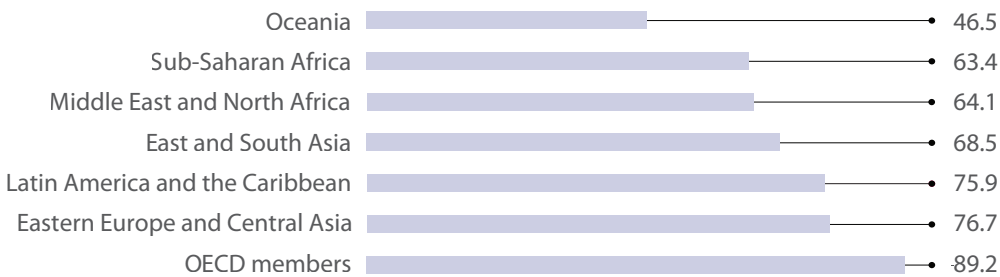 Oceania 46.5
Sub-Saharan Africa 63.4
Middle East and North Africa 64.1
East and South Asia 68.5
Latin America and the Caribbean 75.9
Eastern Europe and Central Asia 76.7
OECD members 89.2